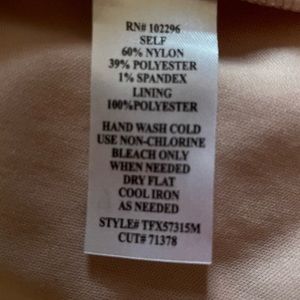 RN# 102296
SELF
60% NYLON
39% POLYESTER
1% SPANDEX
LINING
100%POLYESTER
HAND WASH COLD
USE NON-CHLORINE
BLEACH ONLY
WHEN NEEDED
DRY FLAT
COOL IRON
AS NEEDED
STYLE# TFX57315M
CUT# 71378